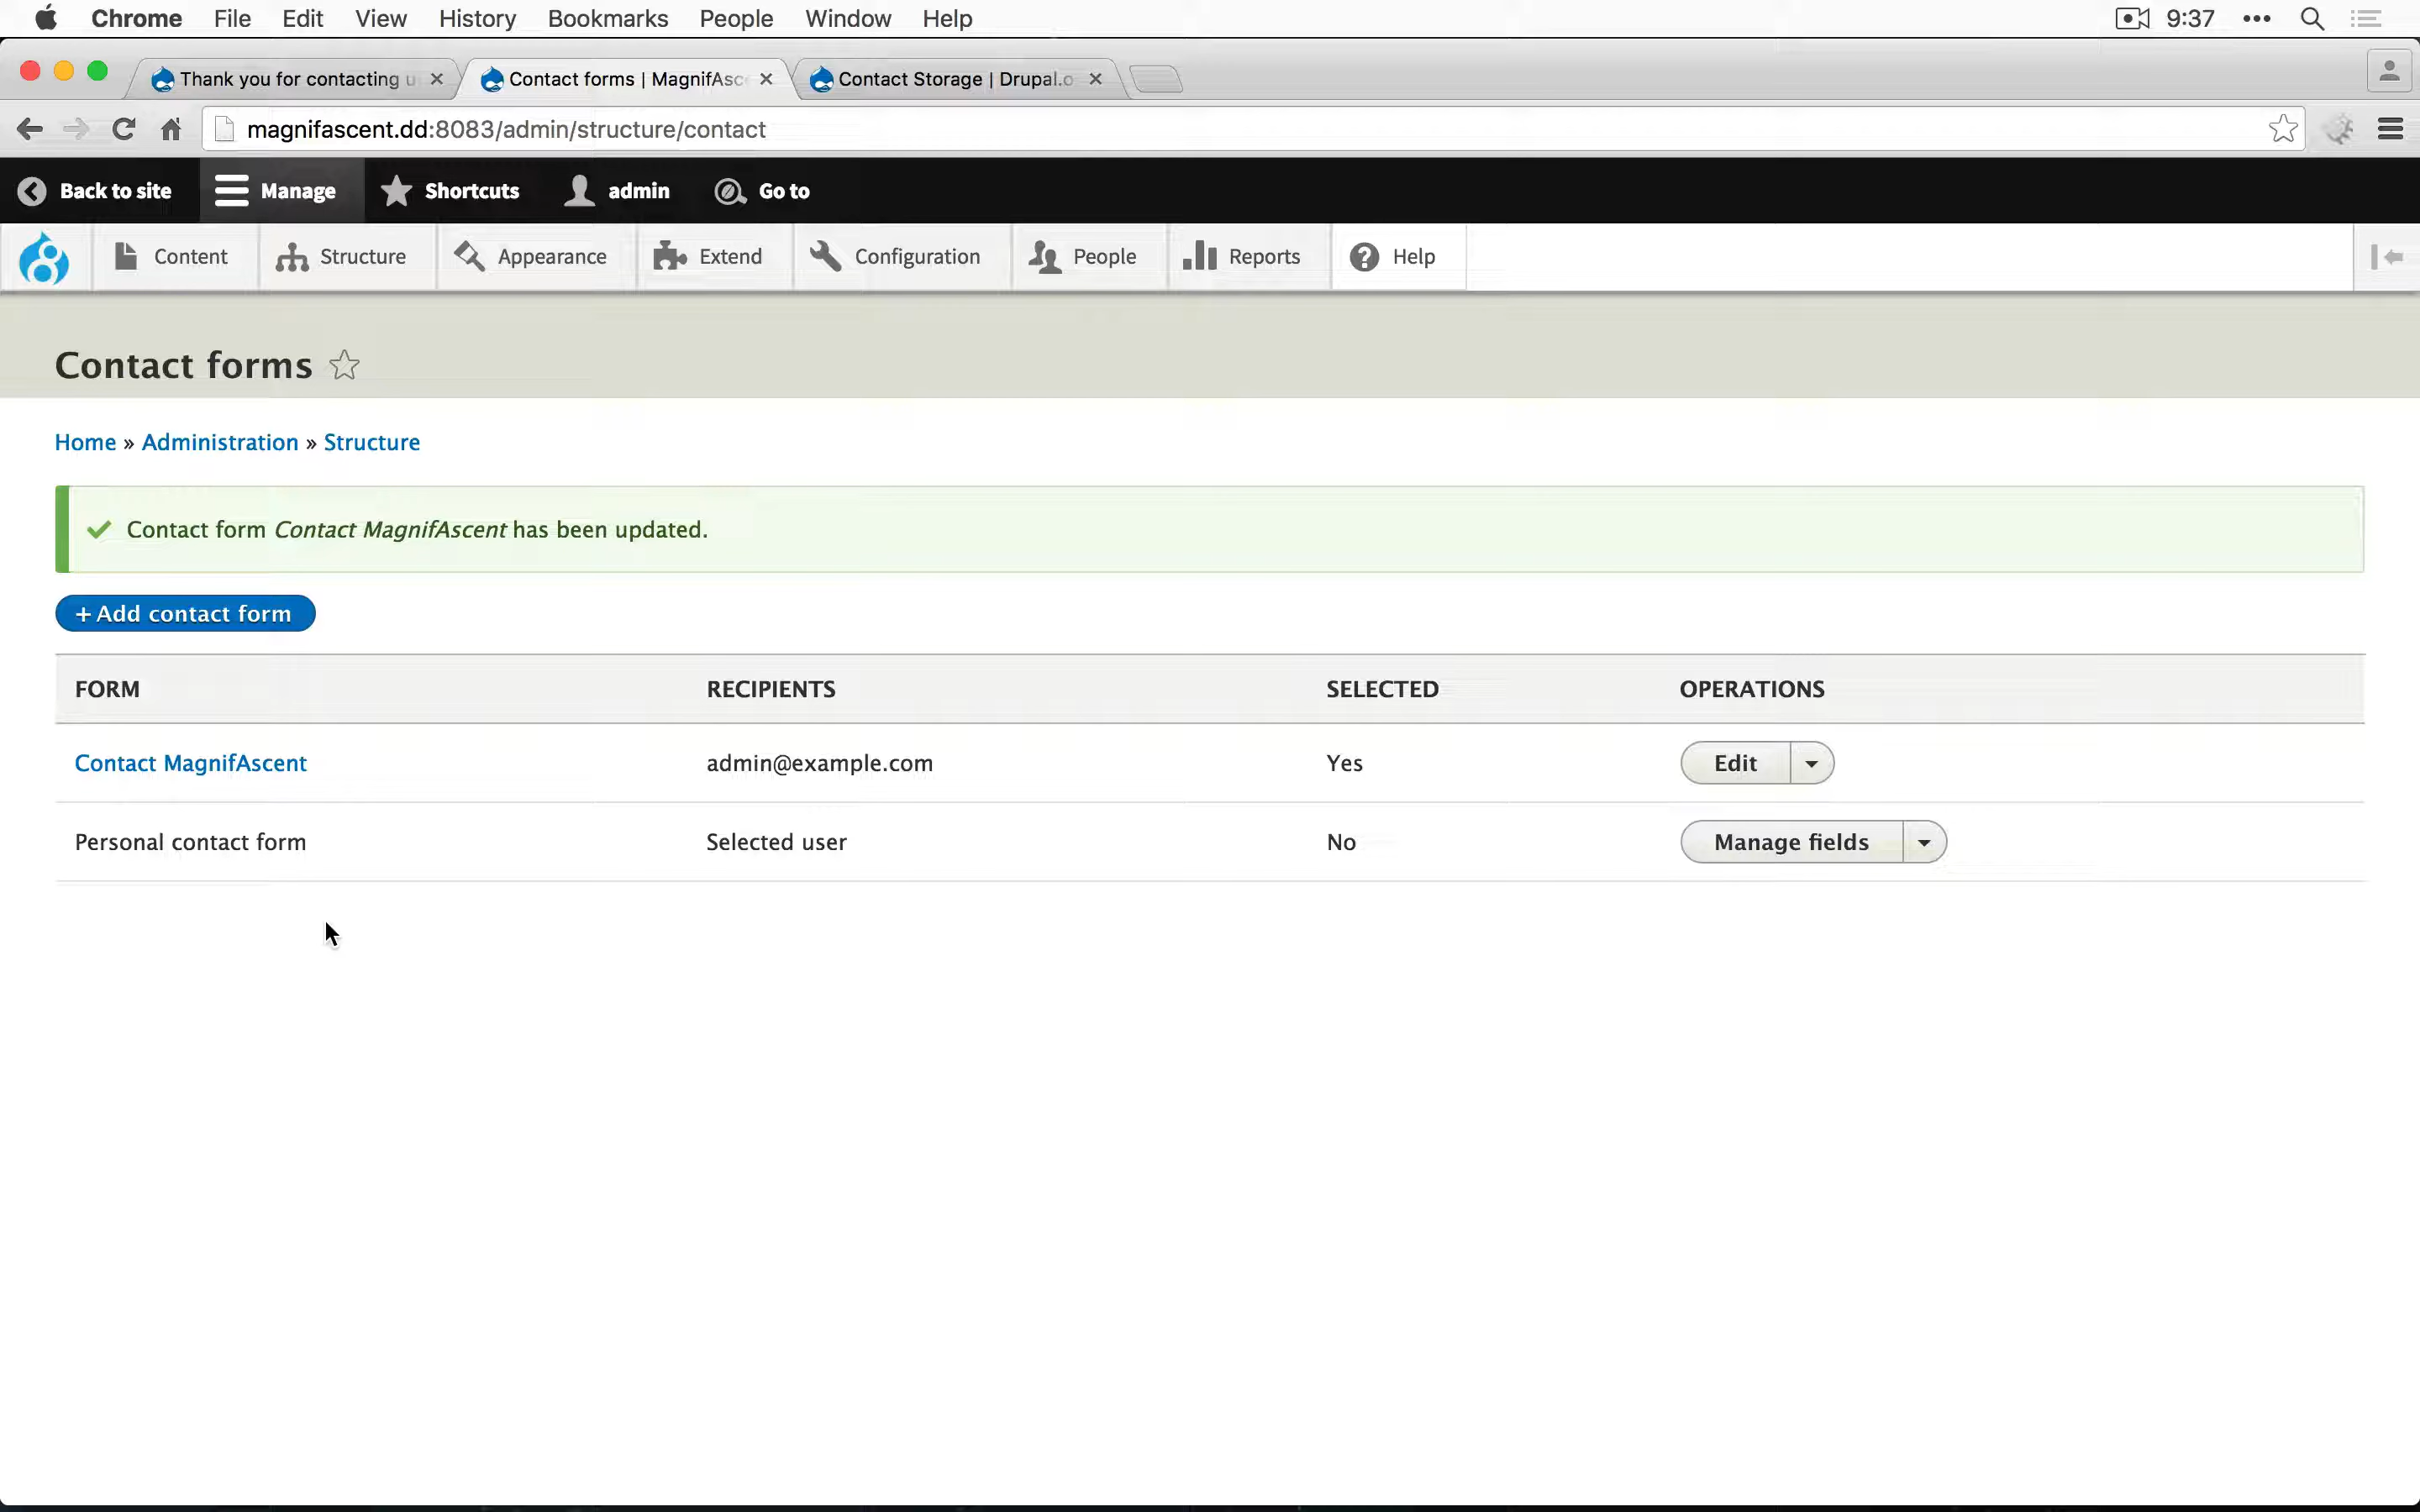 Chrome File Edit View History Bookmarks People Window Help 9:37
Thank you for contacting u
Contact forms | MagnifAsc
Contact Storage | Drupal.o
magnifascent.dd:8083/admin/structure/contact
Back to site Manage Shortcuts admin Go to
Content Structure Appearance Extend Configuration People Reports Help
Contact forms
Home » Administration » Structure
Contact form Contact MagnifAscent has been updated.
+ Add contact form
FORM RECIPIENTS SELECTED OPERATIONS
Contact MagnifAscent admin@example.com Yes Edit
Personal contact form Selected user No Manage fields